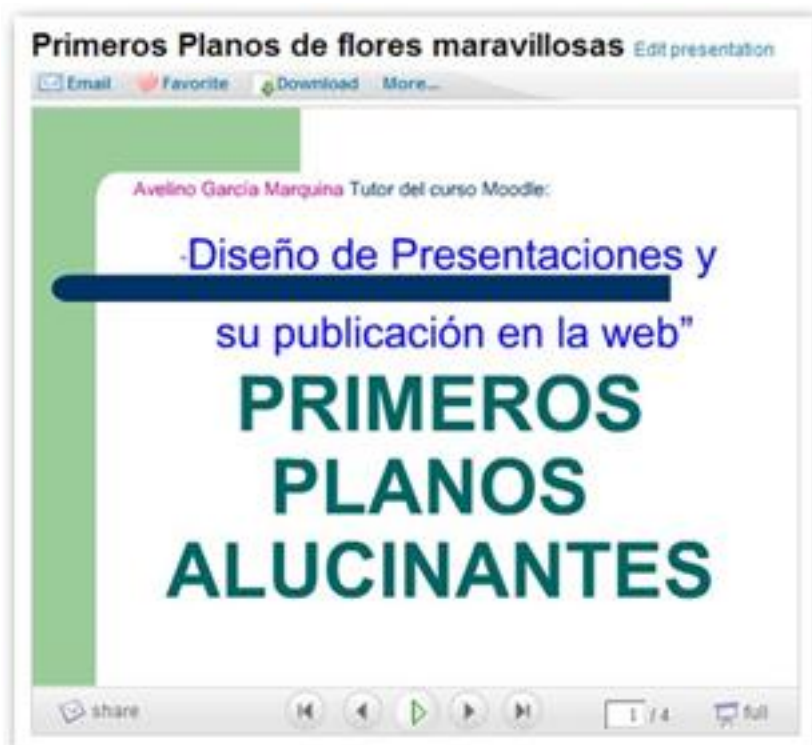 Primeros Planos de flores maravillosas Edit presentation
Email Favorite Download More...
Avelino García Marquina Tutor del curso Moodle:
-Diseño de Presentaciones y
su publicación en la web”
PRIMEROS
PLANOS
ALUCINANTES
share 1 / 4 full